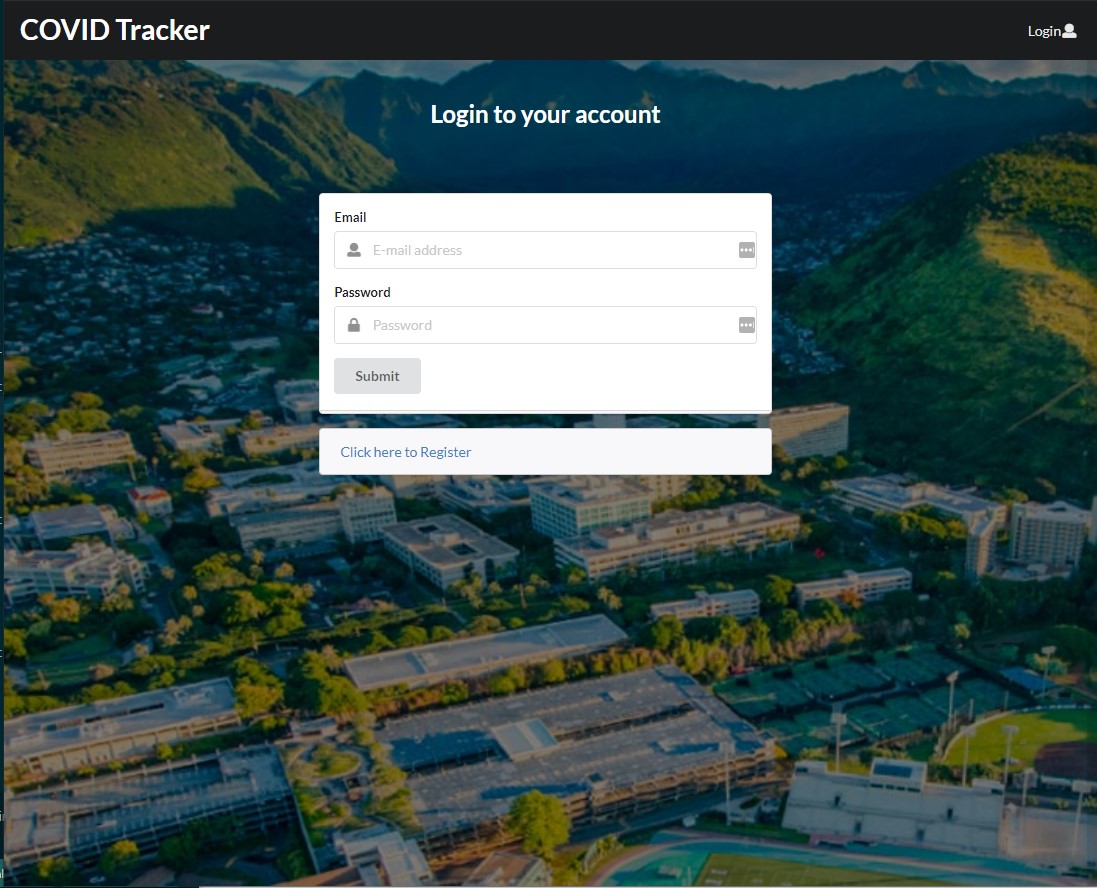 COVID Tracker
Login
Login to your account
Email
E-mail address
Password
Password
Submit
Click here to Register